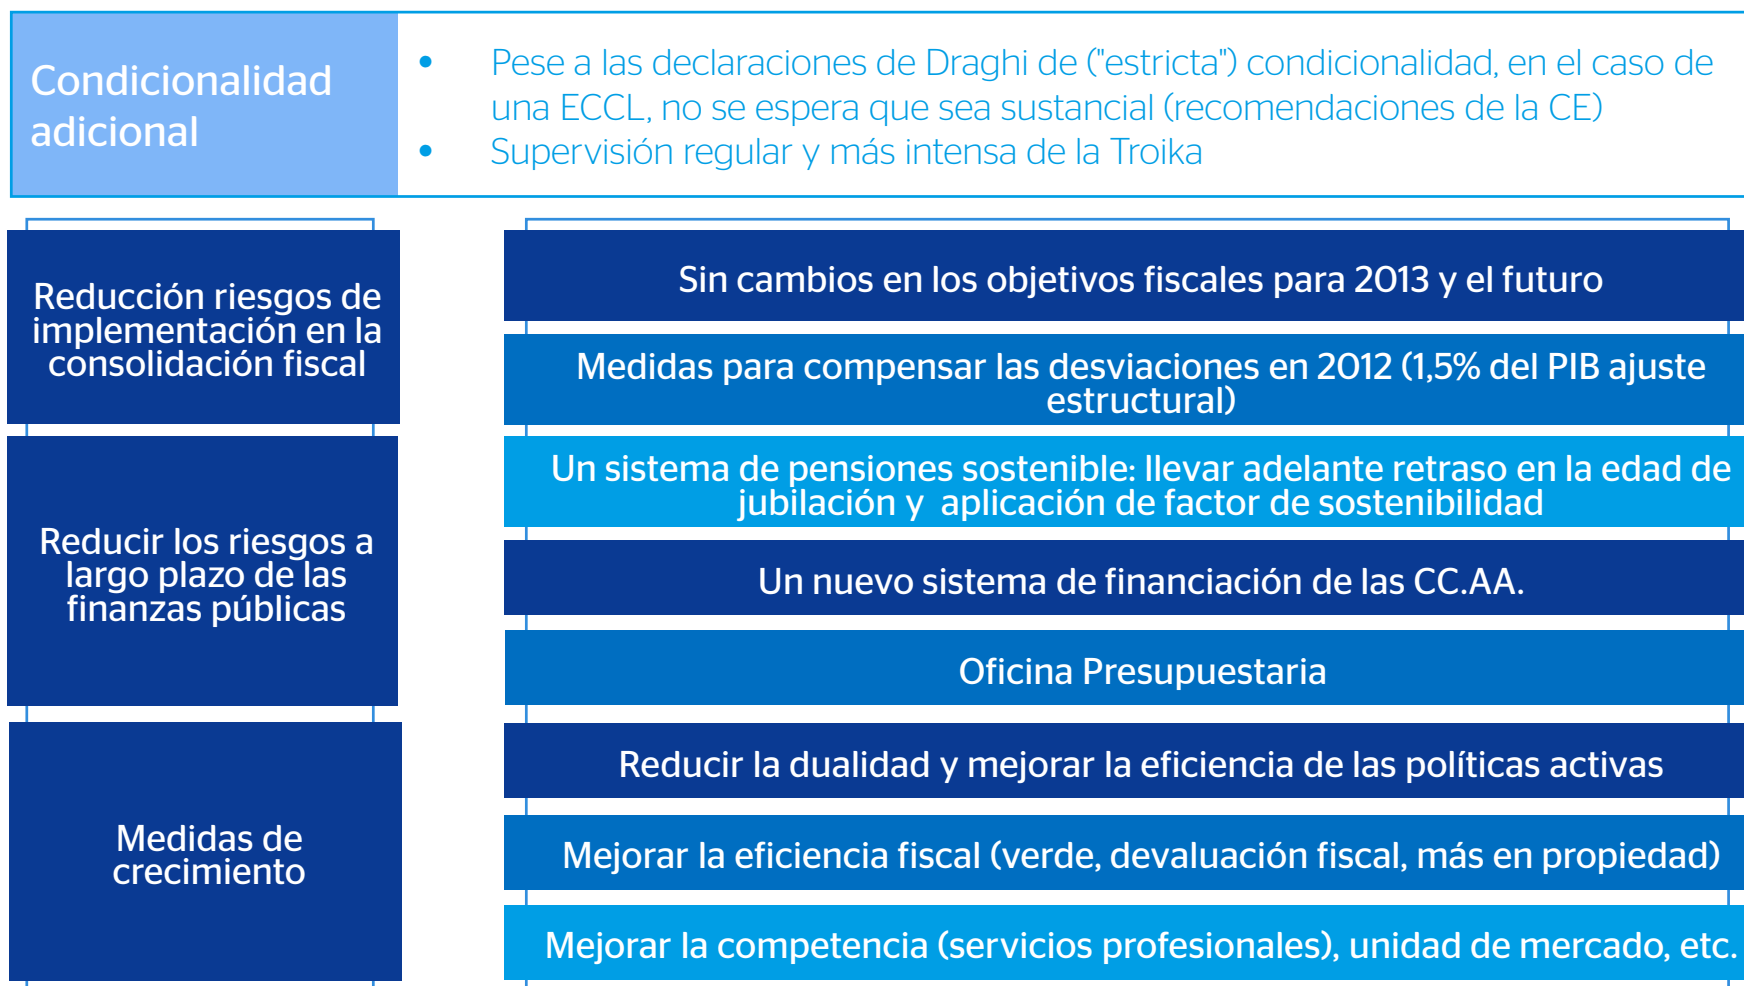 Condicionalidad
adicional
• Pese a las declaraciones de Draghi de ("estricta") condicionalidad, en el caso de
una ECCL, no se espera que sea sustancial (recomendaciones de la CE)
• Supervisión regular y más intensa de la Troika
Reducción riesgos de
implementación en la
consolidación fiscal
Sin cambios en los objetivos fiscales para 2013 y el futuro
Medidas para compensar las desviaciones en 2012 (1,5% del PIB ajuste
estructural)
Reducir los riesgos a
largo plazo de las
finanzas públicas
Un sistema de pensiones sostenible: llevar adelante retraso en la edad de
jubilación y  aplicación de factor de sostenibilidad
Un nuevo sistema de financiación de las CC.AA.
Oficina Presupuestaria
Medidas de
crecimiento
Reducir la dualidad y mejorar la eficiencia de las políticas activas
Mejorar la eficiencia fiscal (verde, devaluación fiscal, más en propiedad)
Mejorar la competencia (servicios profesionales), unidad de mercado, etc.